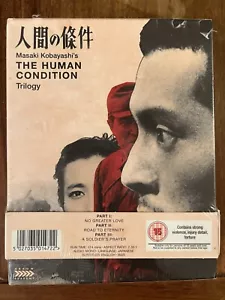 人間の條件
Masaki Kobayashi's
THE HUMAN
CONDITION
Trilogy
PART I:
NO GREATER LOVE
PART II:
ROAD TO ETERNITY
PART III:
A SOLDIER'S PRAYER
15
Contains strong
violence, injury detail,
torture
ARROW